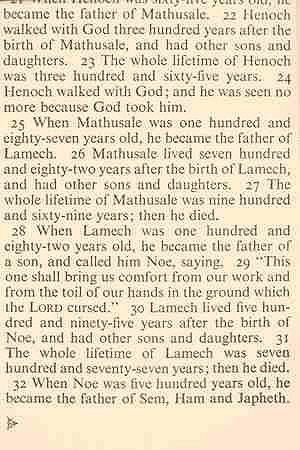 21 When Henoch was sixty-five years old, he
became the father of Mathusale. 22 Henoch
walked with God three hundred years after the
birth of Mathusale, and had other sons and
daughters. 23 The whole lifetime of Henoch
was three hundred and sixty-five years. 24
Henoch walked with God; and he was seen no
more because God took him.
25 When Mathusale was one hundred and
eighty-seven years old, he became the father of
Lamech. 26 Mathusale lived seven hundred
and eighty-two years after the birth of Lamech,
and had other sons and daughters. 27 The
whole lifetime of Mathusale was nine hundred
and sixty-nine years; then he died.
28 When Lamech was one hundred and
eighty-two years old, he became the father of
a son, and called him Noe, saying, 29 "This
one shall bring us comfort from our work and
from the toil of our hands in the ground which
the LORD cursed." 30 Lamech lived five hun-
dred and ninety-five years after the birth of
Noe, and had other sons and daughters. 31
The whole lifetime of Lamech was seven
hundred and seventy-seven years; then he died.
32 When Noe was five hundred years old, he
became the father of Sem, Ham and Japheth.